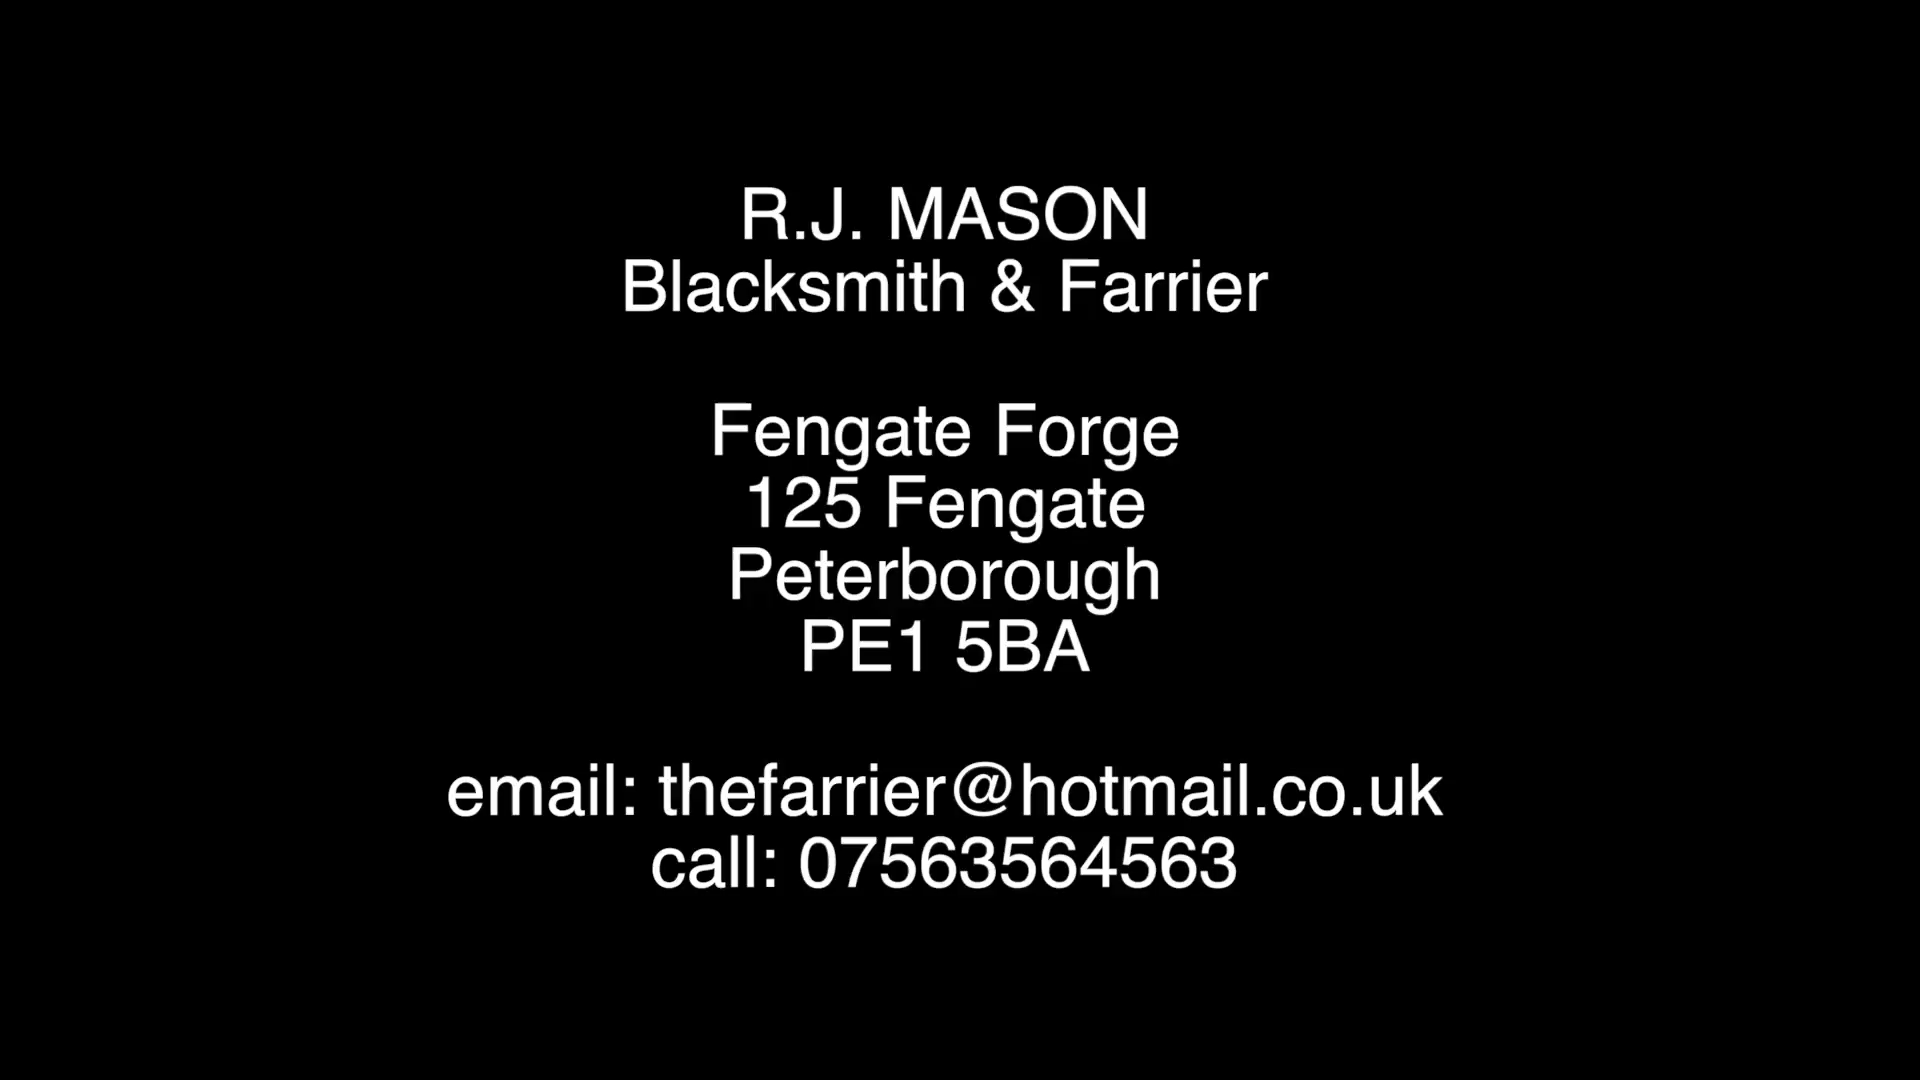 R.J. MASON
Blacksmith & Farrier
Fengate Forge
125 Fengate
Peterborough
PE1 5BA
email: thefarrier@hotmail.co.uk
call: 07563564563